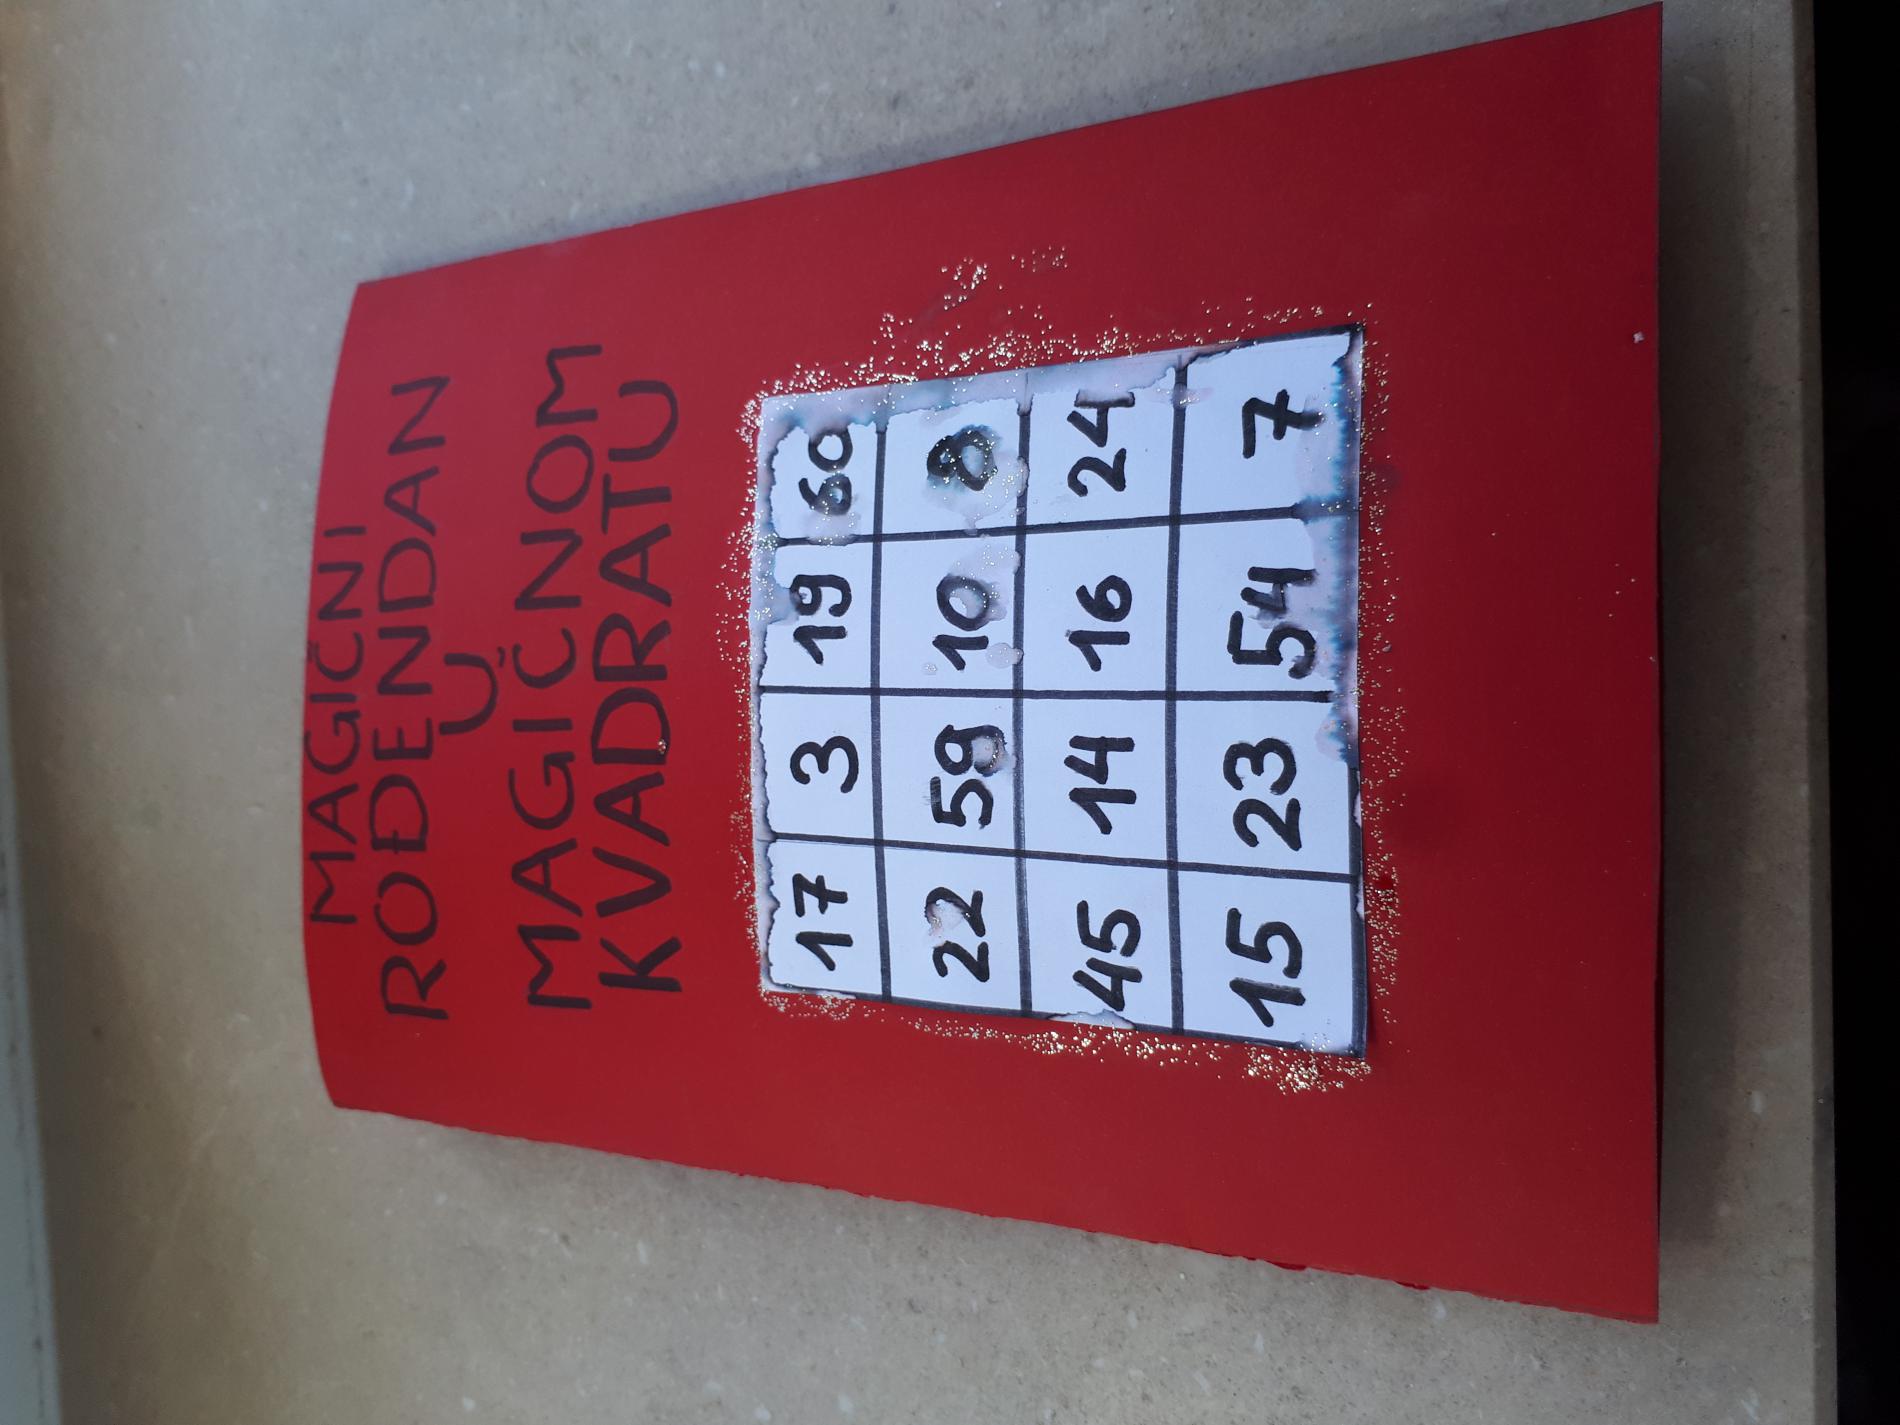 MAGIČNI
ROĐENDAN
U
MAGIČNOM
KVADRATU
17 3 19 60
22 59 10 8
45 14 16 24
15 23 54 7